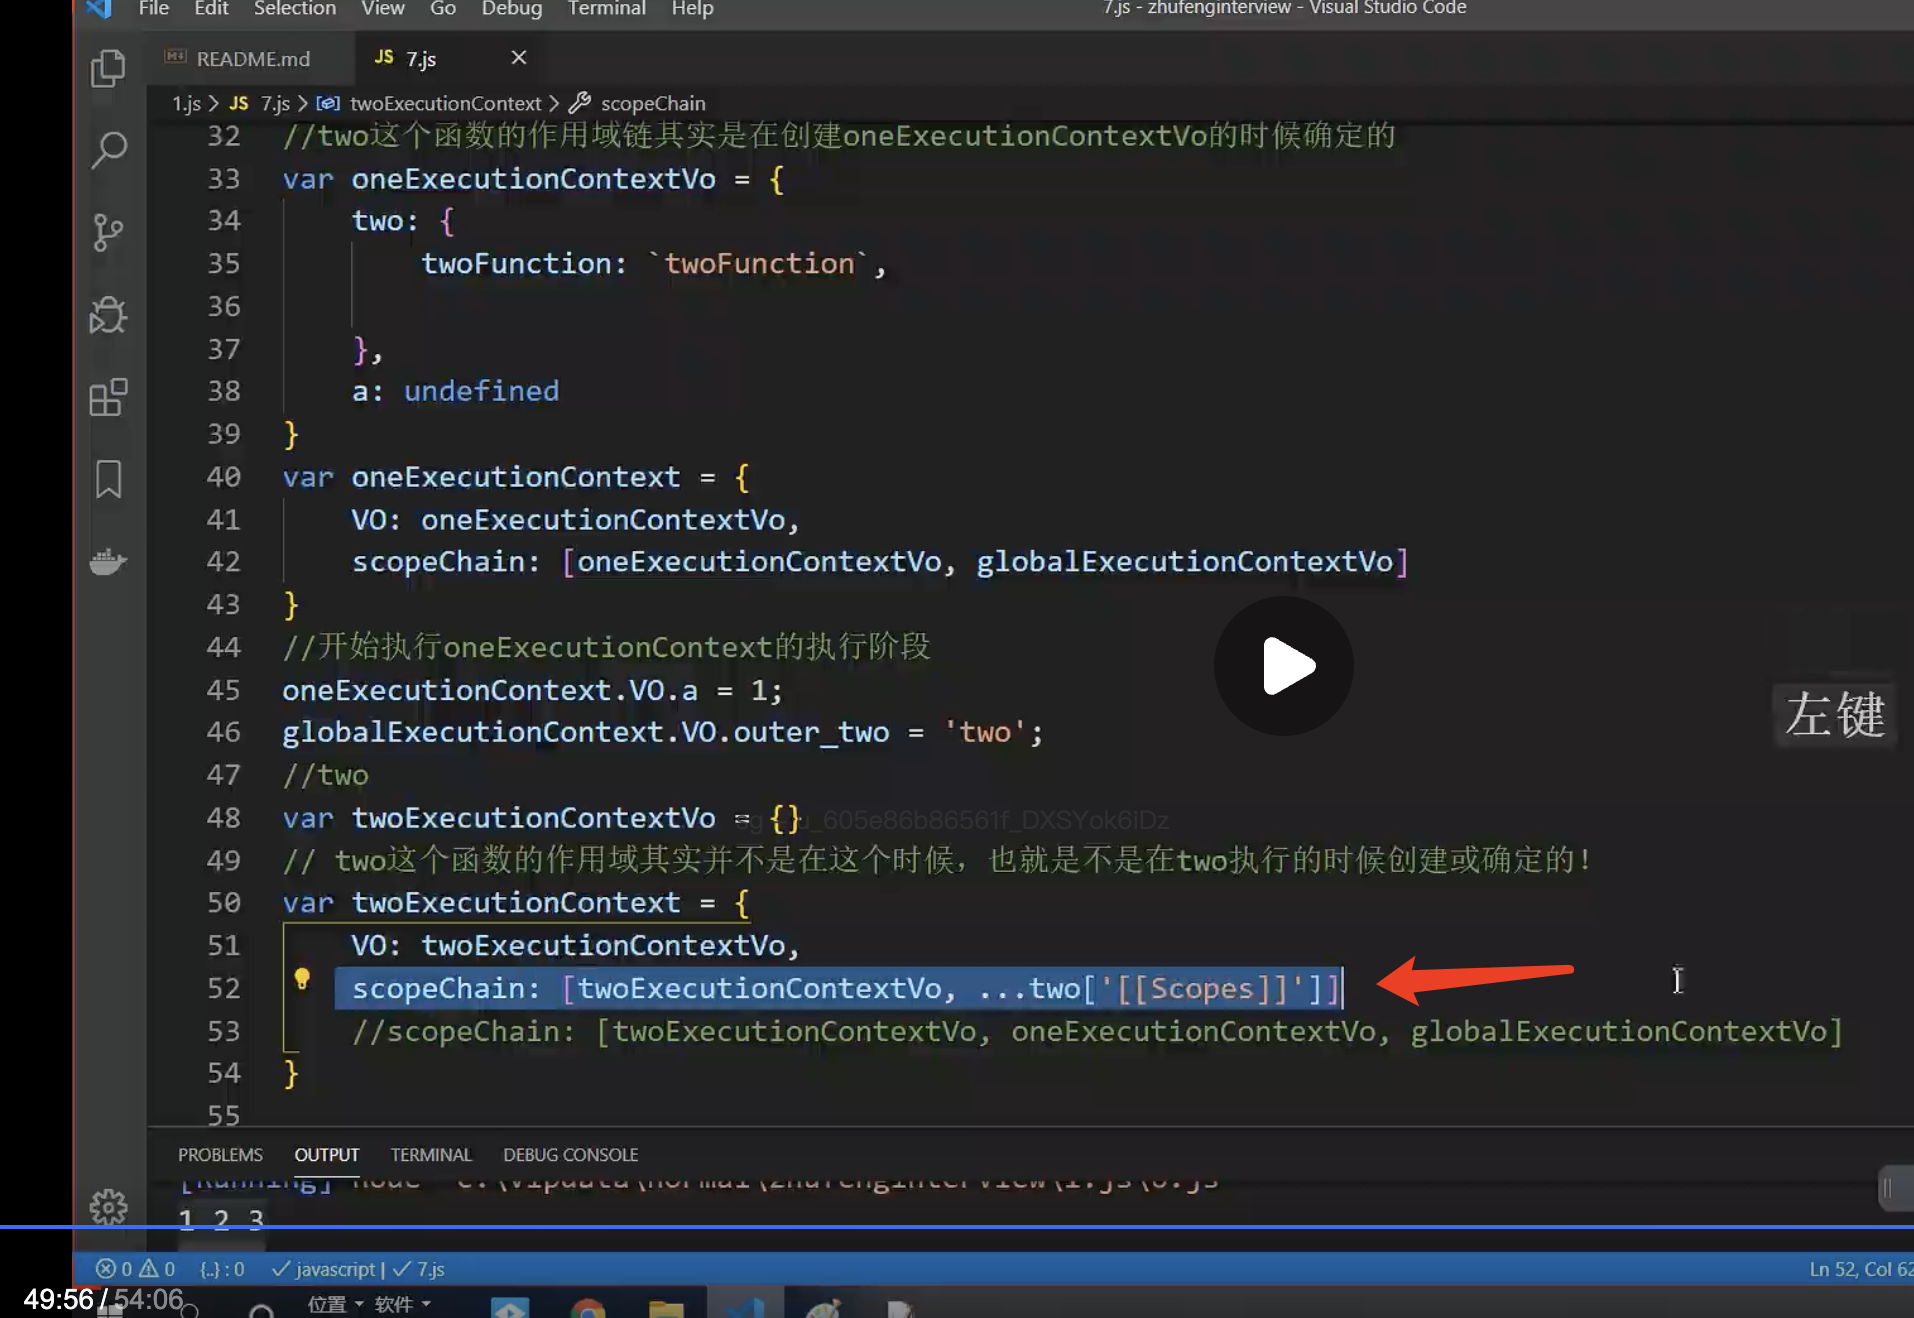 File Edit Selection View Go Debug Terminal Help 7.js - zhufenginterview - Visual Studio Code
README.md JS 7.js ×
1.js > JS 7.js > twoExecutionContext > scopeChain
32 //two这个函数的作用域链其实是在创建oneExecutionContextVo的时候确定的
33 var oneExecutionContextVo = {
34 two: {
35 twoFunction: `twoFunction`,
36
37 },
38 a: undefined
39 }
40 var oneExecutionContext = {
41 VO: oneExecutionContextVo,
42 scopeChain: [oneExecutionContextVo, globalExecutionContextVo]
43 }
44 //开始执行oneExecutionContext的执行阶段
45 oneExecutionContext.VO.a = 1;
46 globalExecutionContext.VO.outer_two = 'two';
47 //two
48 var twoExecutionContextVo = {}
u_605e86b86561f_DXSYok6iDz
49 // two这个函数的作用域其实并不是在这个时候，也就是不是在two执行的时候创建或确定的!
50 var twoExecutionContext = {
51 VO: twoExecutionContextVo,
52 scopeChain: [twoExecutionContextVo, ...two['[[Scopes]]']]
53 //scopeChain: [twoExecutionContextVo, oneExecutionContextVo, globalExecutionContextVo]
54 }
55
左键
PROBLEMS OUTPUT TERMINAL DEBUG CONSOLE
[Running] node
1 2 3
0 0 {..} : 0 javascript | 7.js Ln 52, Col 62
49:56 / 54:06
位置 软件